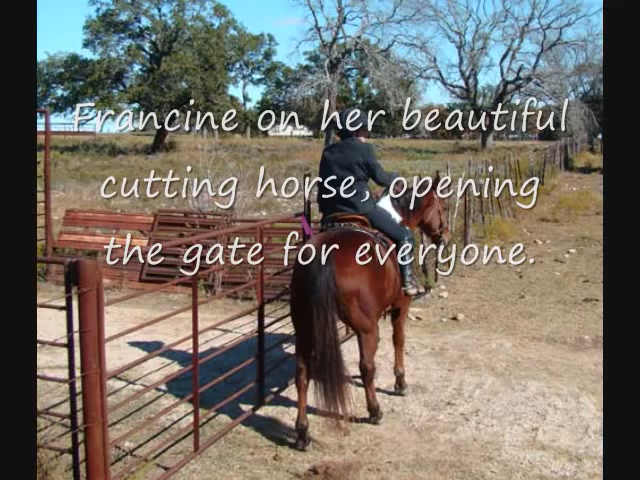 Francine on her beautiful
cutting horse, opening
the gate for everyone.